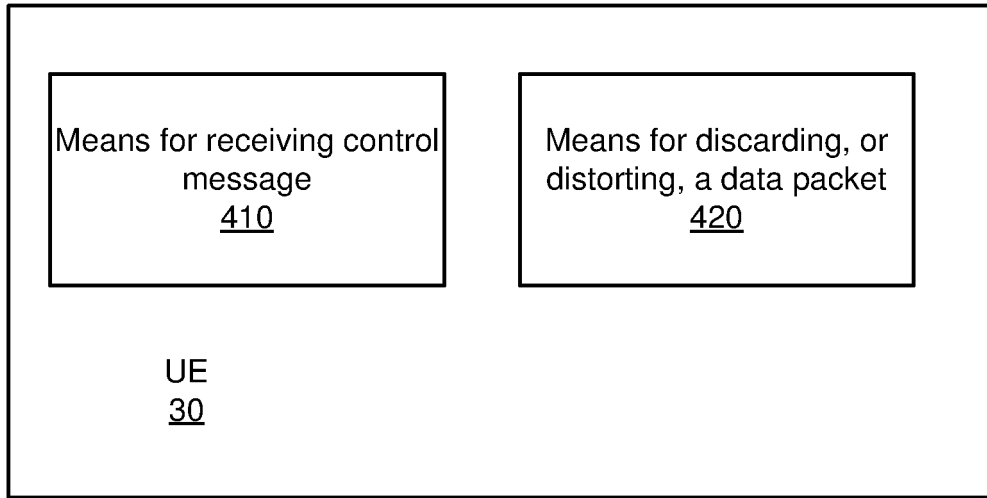 Means for receiving control
message
410
Means for discarding, or
distorting, a data packet
420
UE
30